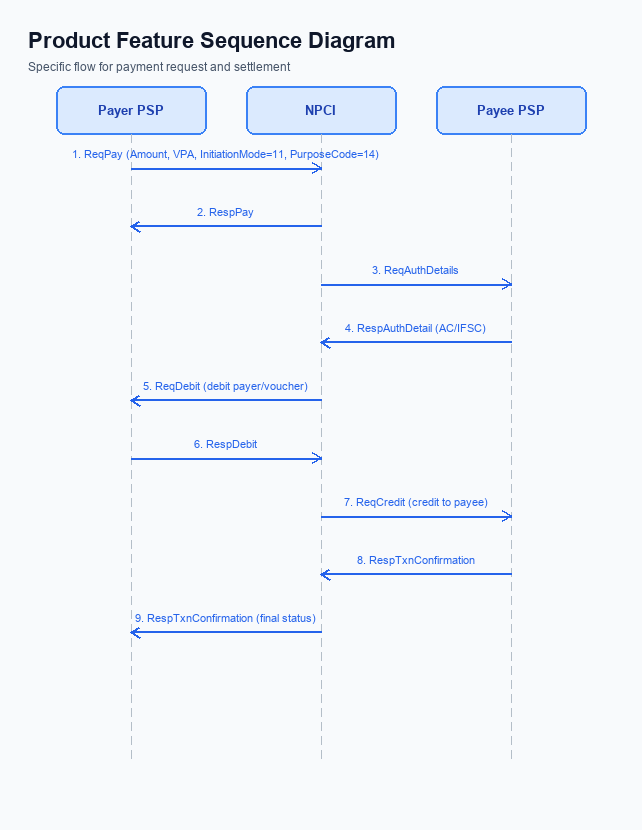 Product Feature Sequence Diagram
Specific flow for payment request and settlement
Payer PSP
NPCI
Payee PSP
1. ReqPay (Amount, VPA, InitiationMode=11, PurposeCode=14)
2. RespPay
3. ReqAuthDetails
4. RespAuthDetail (AC/IFSC)
5. ReqDebit (debit payer/voucher)
6. RespDebit
7. ReqCredit (credit to payee)
8. RespTxnConfirmation
9. RespTxnConfirmation (final status)